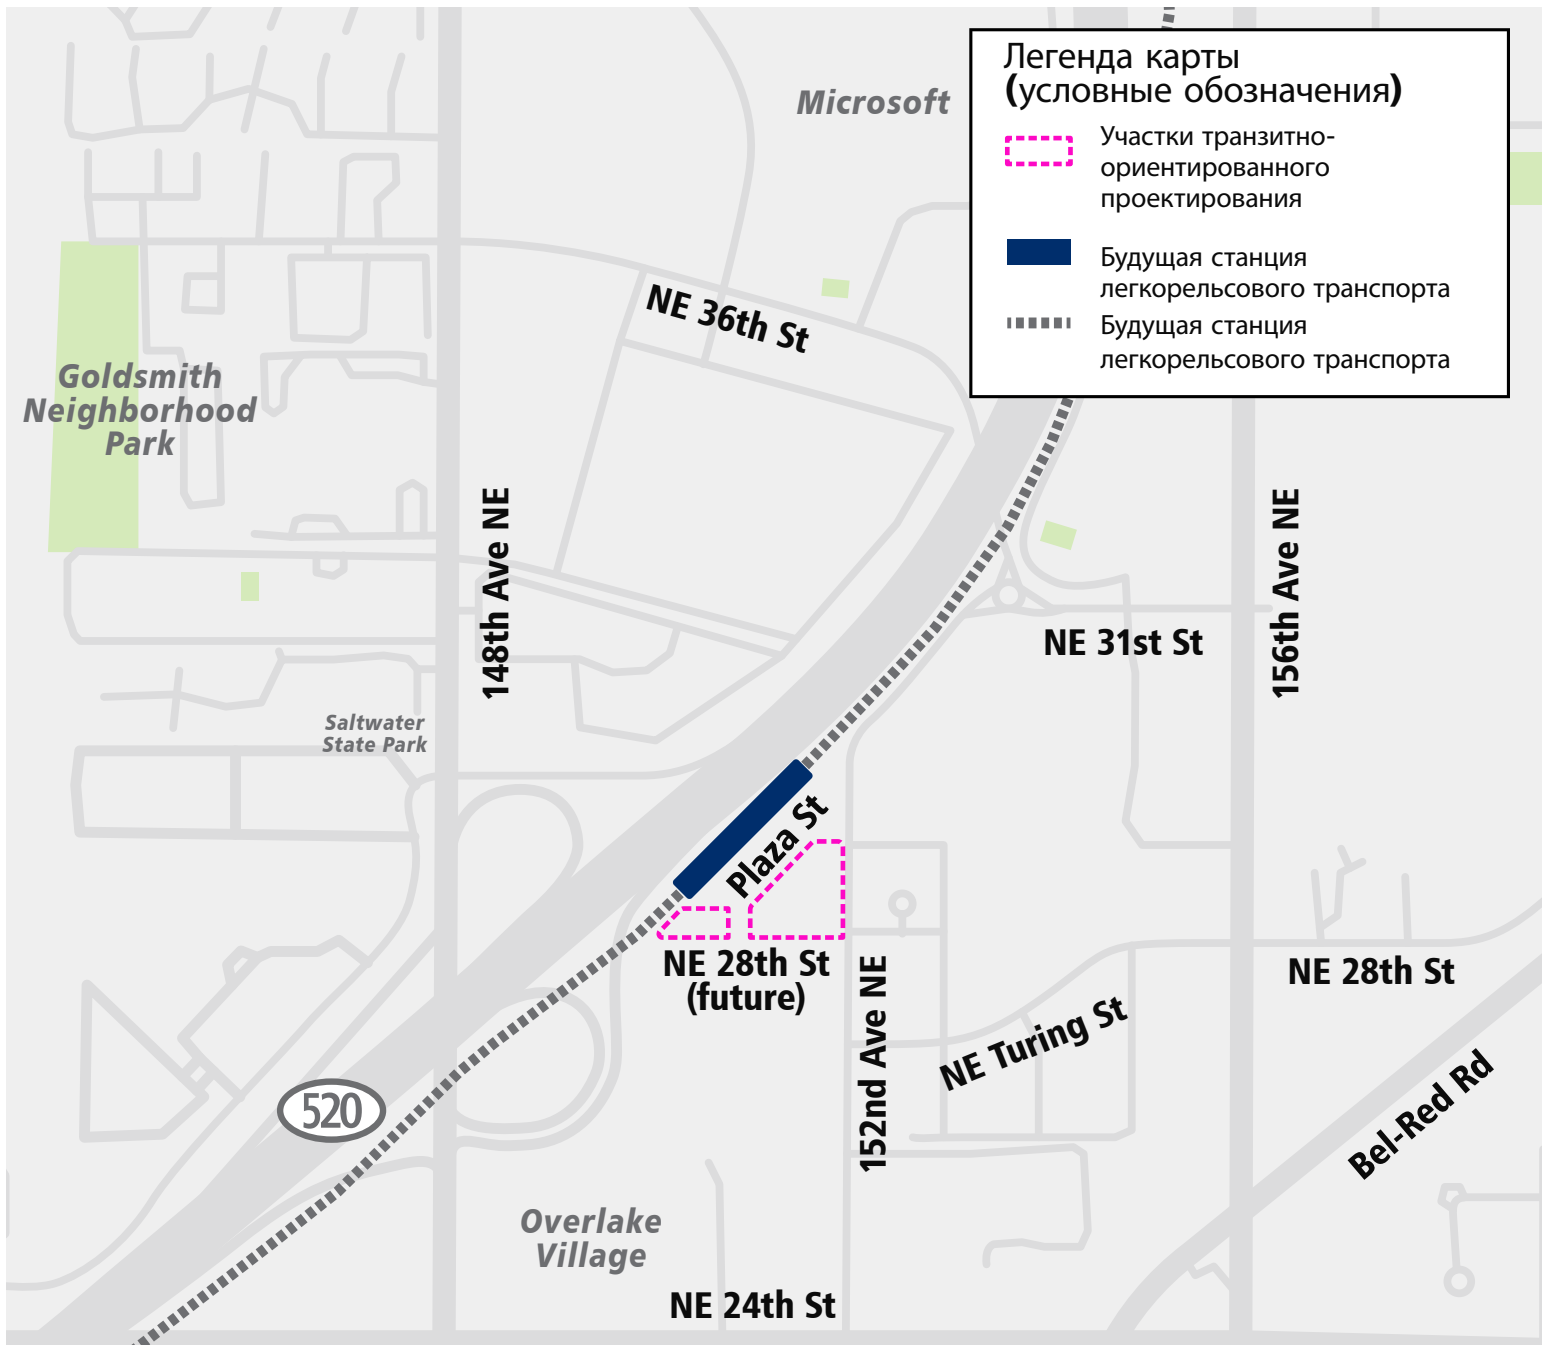 Легенда карты
(условные обозначения)
Участки транзитно-
ориентированного
проектирования
Будущая станция
легкорельсового транспорта
Будущая станция
легкорельсового транспорта
Microsoft
NE 36th St
Goldsmith
Neighborhood
Park
148th Ave NE
156th Ave NE
NE 31st St
Saltwater
State Park
Plaza St
NE 28th St
(future)
NE 28th St
152nd Ave NE
NE Turing St
Bel-Red Rd
520
Overlake
Village
NE 24th St